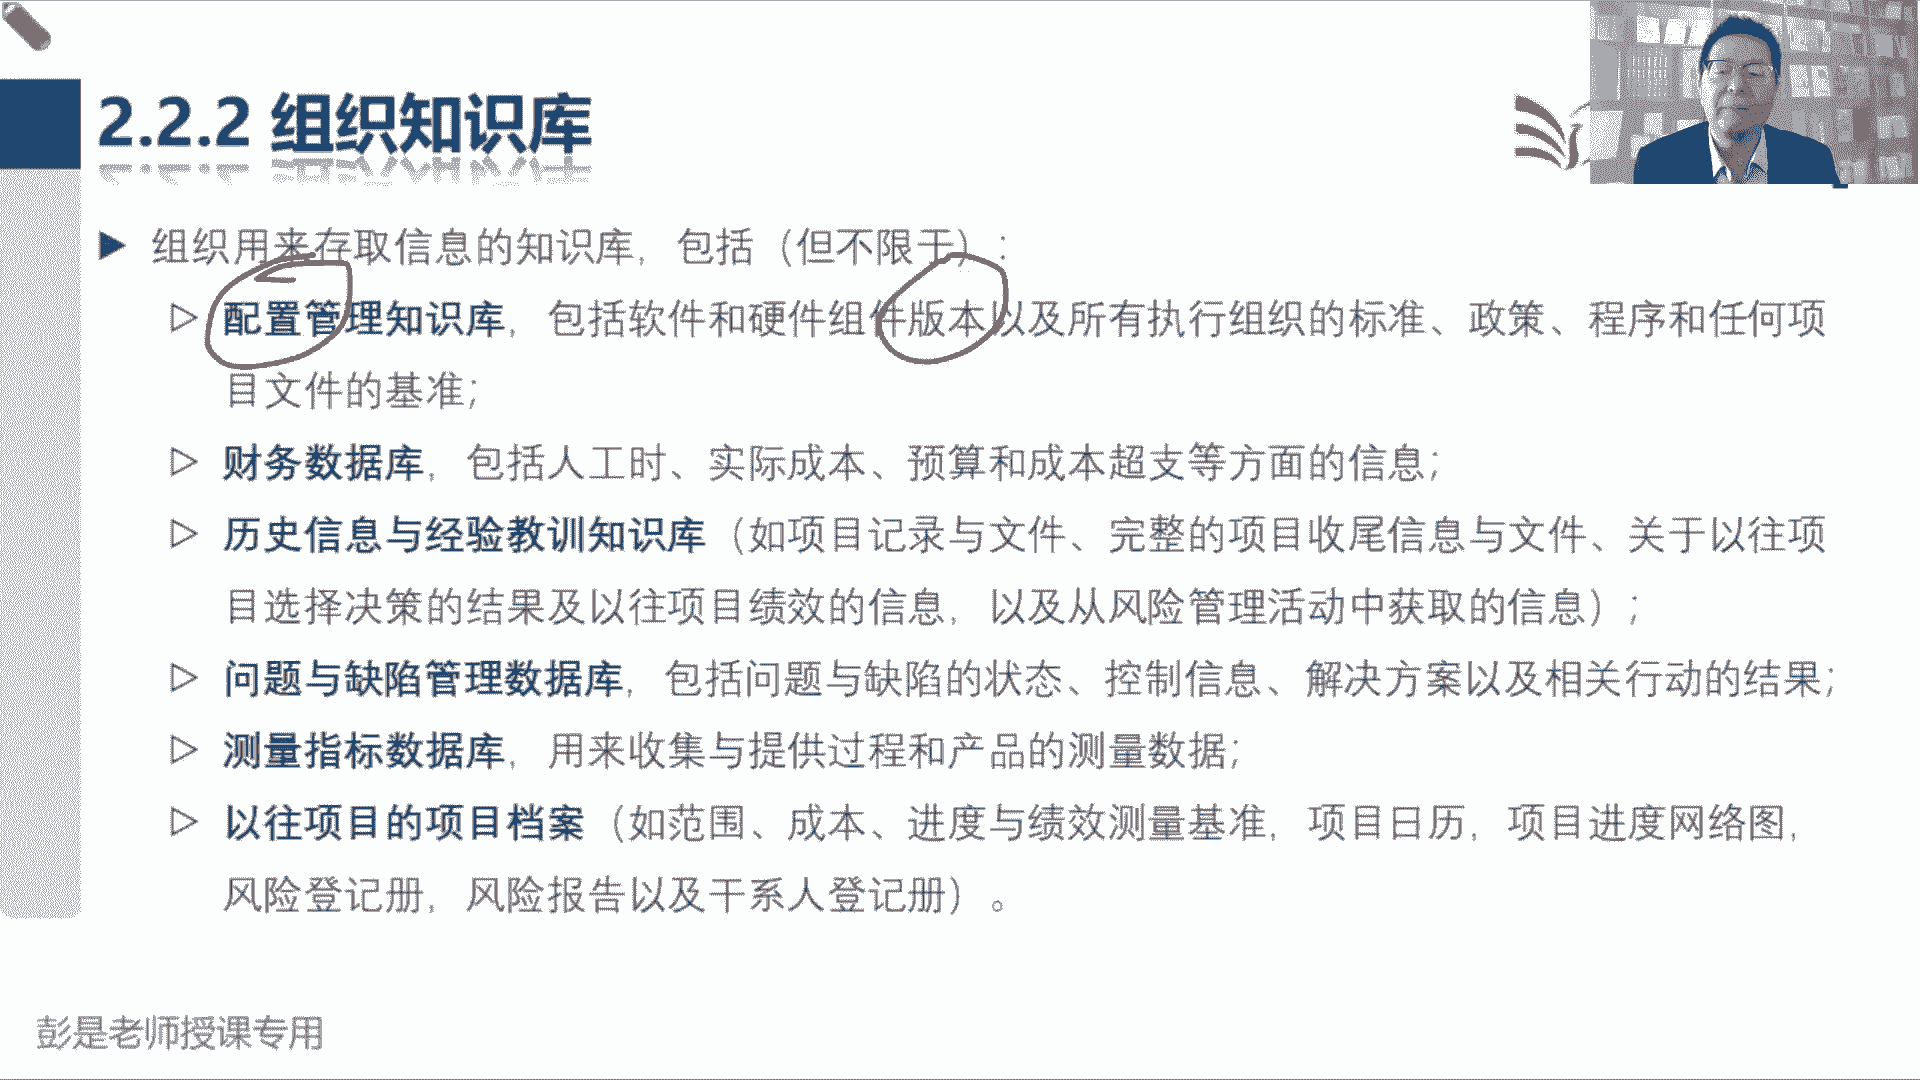 2.2.2 组织知识库
组织用来存取信息的知识库，包括（但不限于）：
配置管理知识库，包括软件和硬件组件版本以及所有执行组织的标准、政策、程序和任何项
目文件的基准；
财务数据库，包括人工时、实际成本、预算和成本超支等方面的信息；
历史信息与经验教训知识库（如项目记录与文件、完整的项目收尾信息与文件、关于以往项
目选择决策的结果及以往项目绩效的信息，以及从风险管理活动中获取的信息）；
问题与缺陷管理数据库，包括问题与缺陷的状态、控制信息、解决方案以及相关行动的结果；
测量指标数据库，用来收集与提供过程和产品的测量数据；
以往项目的项目档案（如范围、成本、进度与绩效测量基准，项目日历，项目进度网络图，
风险登记册，风险报告以及干系人登记册）。
彭是老师授课专用